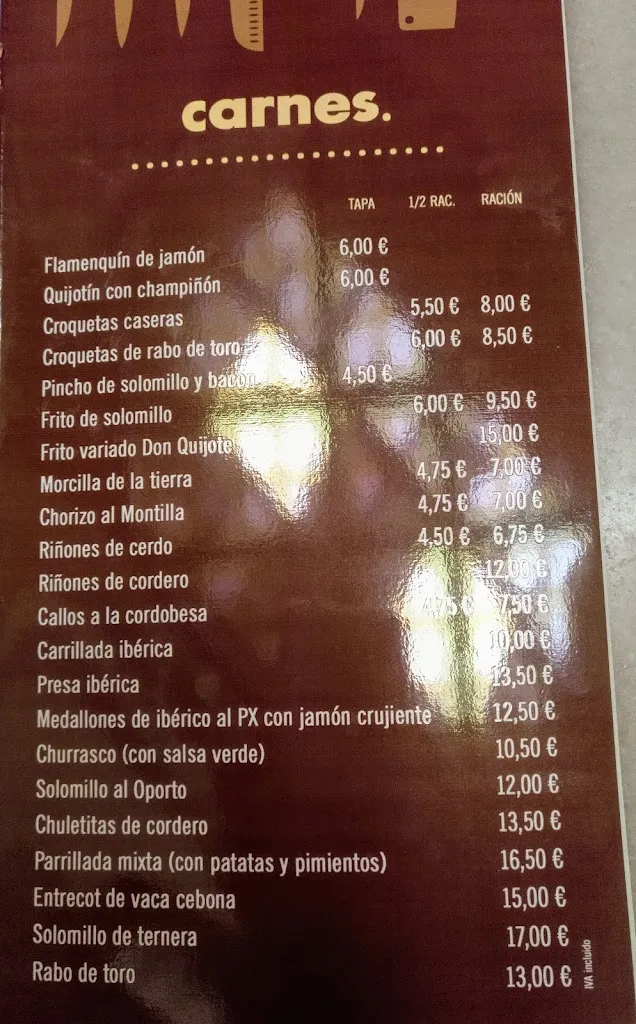 carnes.
TAPA 1/2 RAC. RACIÓN
Flamenquín de jamón 6,00 €
Quijotín con champiñón 6,00 €
Croquetas caseras 5,50 € 8,00 €
Croquetas de rabo de toro 6,00 € 8,50 €
Pincho de solomillo y bacon 4,50 €
Frito de solomillo 6,00 € 9,50 €
Frito variado Don Quijote 15,00 €
Morcilla de la tierra 4,75 € 7,00 €
Chorizo al Montilla 4,75 € 7,00 €
Riñones de cerdo 4,50 € 6,75 €
Riñones de cordero 12,00 €
Callos a la cordobesa 4,75 € 7,50 €
Carrillada ibérica 10,00 €
Presa ibérica 13,50 €
Medallones de ibérico al PX con jamón crujiente 12,50 €
Churrasco (con salsa verde) 10,50 €
Solomillo al Oporto 12,00 €
Chuletitas de cordero 13,50 €
Parrillada mixta (con patatas y pimientos) 16,50 €
Entrecot de vaca cebona 15,00 €
Solomillo de ternera 17,00 €
Rabo de toro 13,00 €
IVA incluido